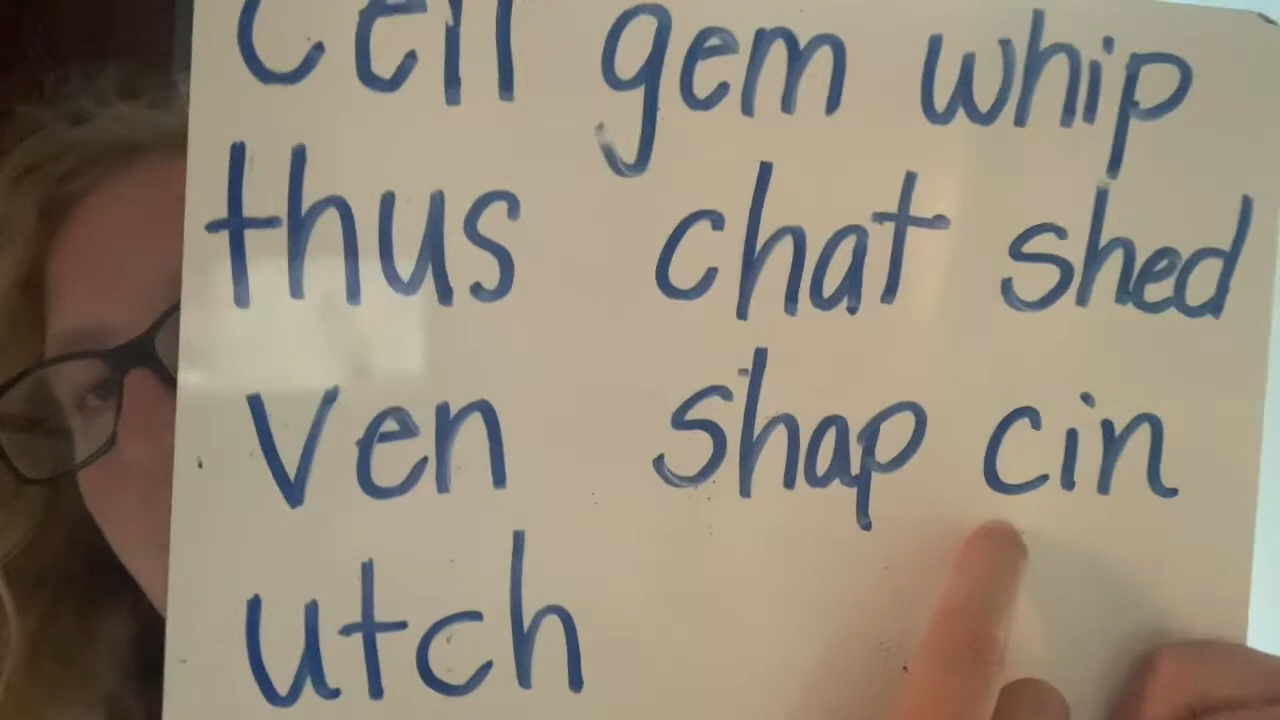 cell gem whip
thus chat shed
ven shap cin
utch